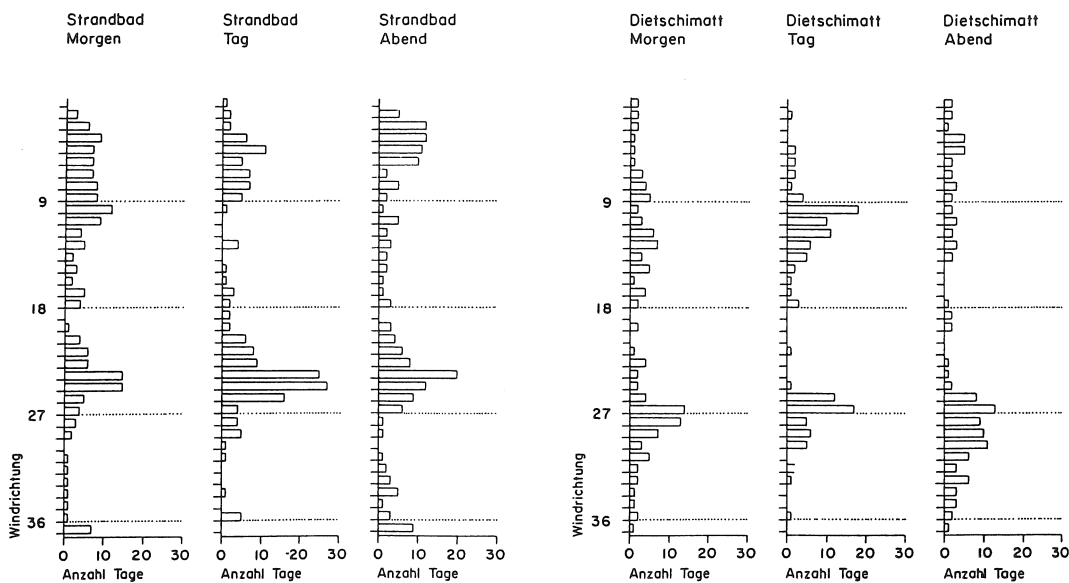 Strandbad
Morgen
Strandbad
Tag
Strandbad
Abend
Dietschimatt
Morgen
Dietschimatt
Tag
Dietschimatt
Abend
9
18
27
36
Windrichtung
0 10 20 30
Anzahl Tage
0 10 -20 30
Anzahl Tage
0 10 20 30
Anzahl Tage
9
18
27
36
Windrichtung
0 10 20 30
Anzahl Tage
0 10 20 30
Anzahl Tage
0 10 20 30
Anzahl Tage